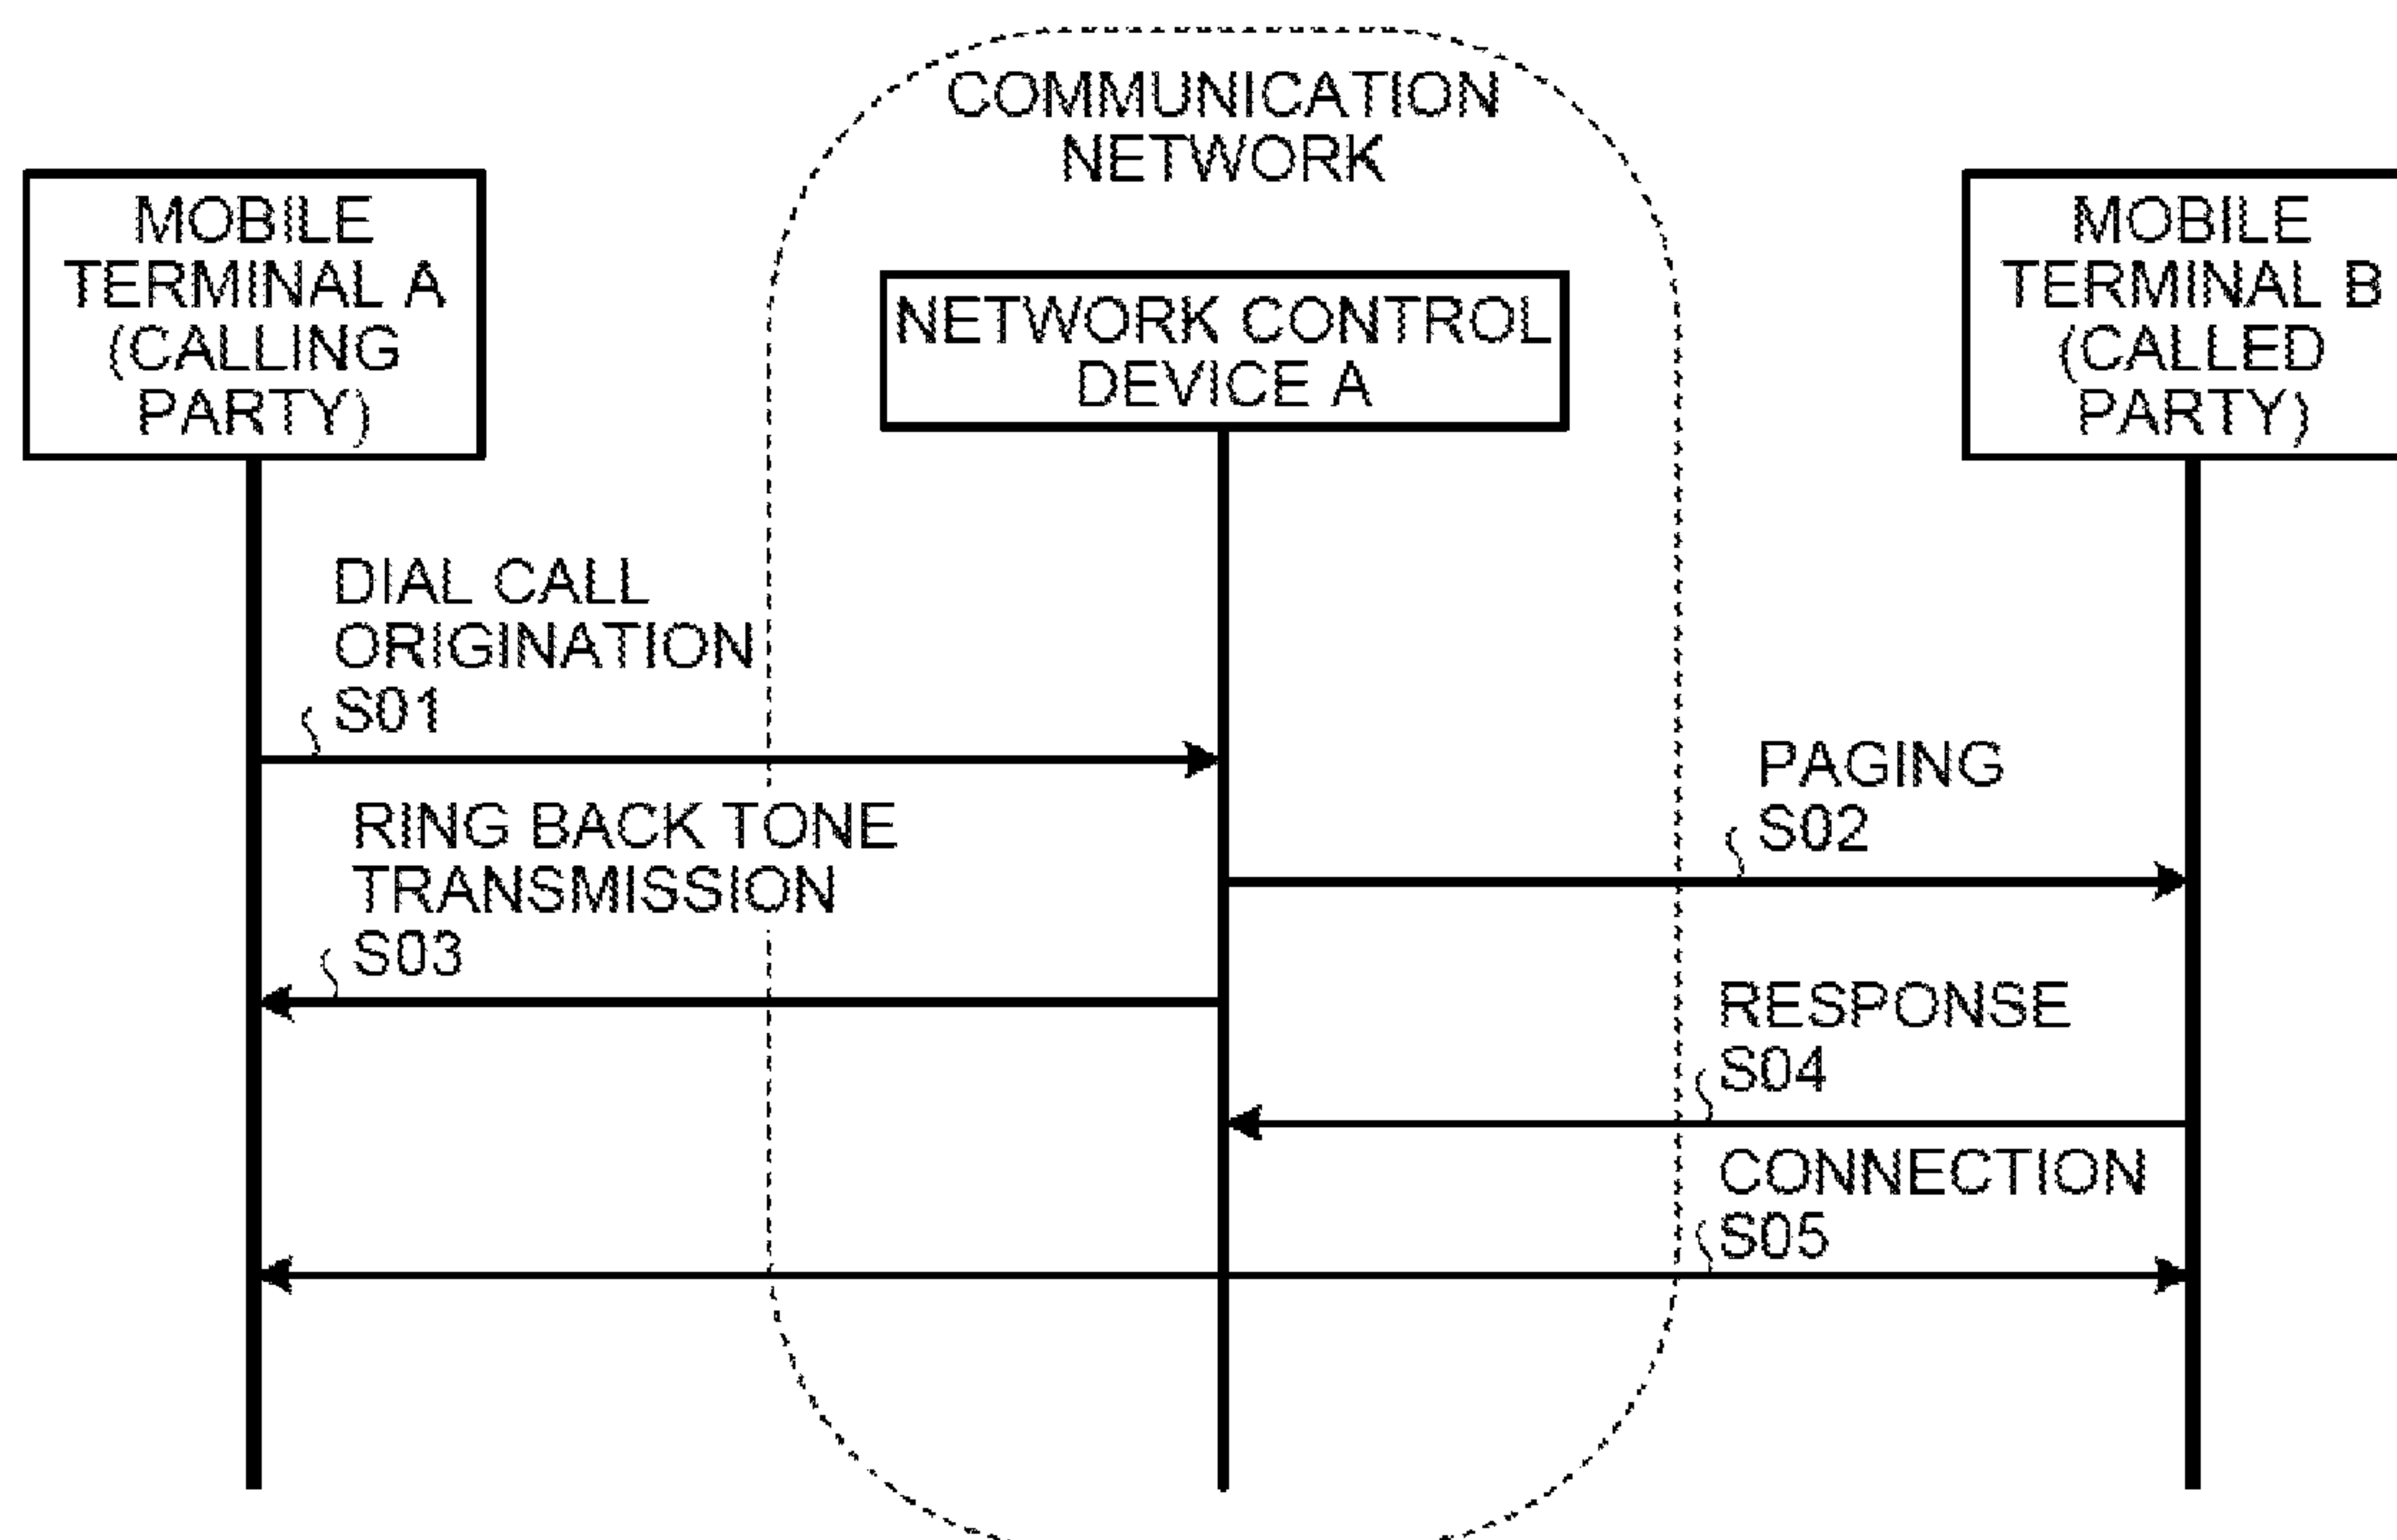 COMMUNICATION
NETWORK
MOBILE
TERMINAL A
(CALLING
PARTY)
NETWORK CONTROL
DEVICE A
MOBILE
TERMINAL B
(CALLED
PARTY)
DIAL CALL
ORIGINATION
S01
PAGING
S02
RING BACK TONE
TRANSMISSION
S03
RESPONSE
S04
CONNECTION
S05